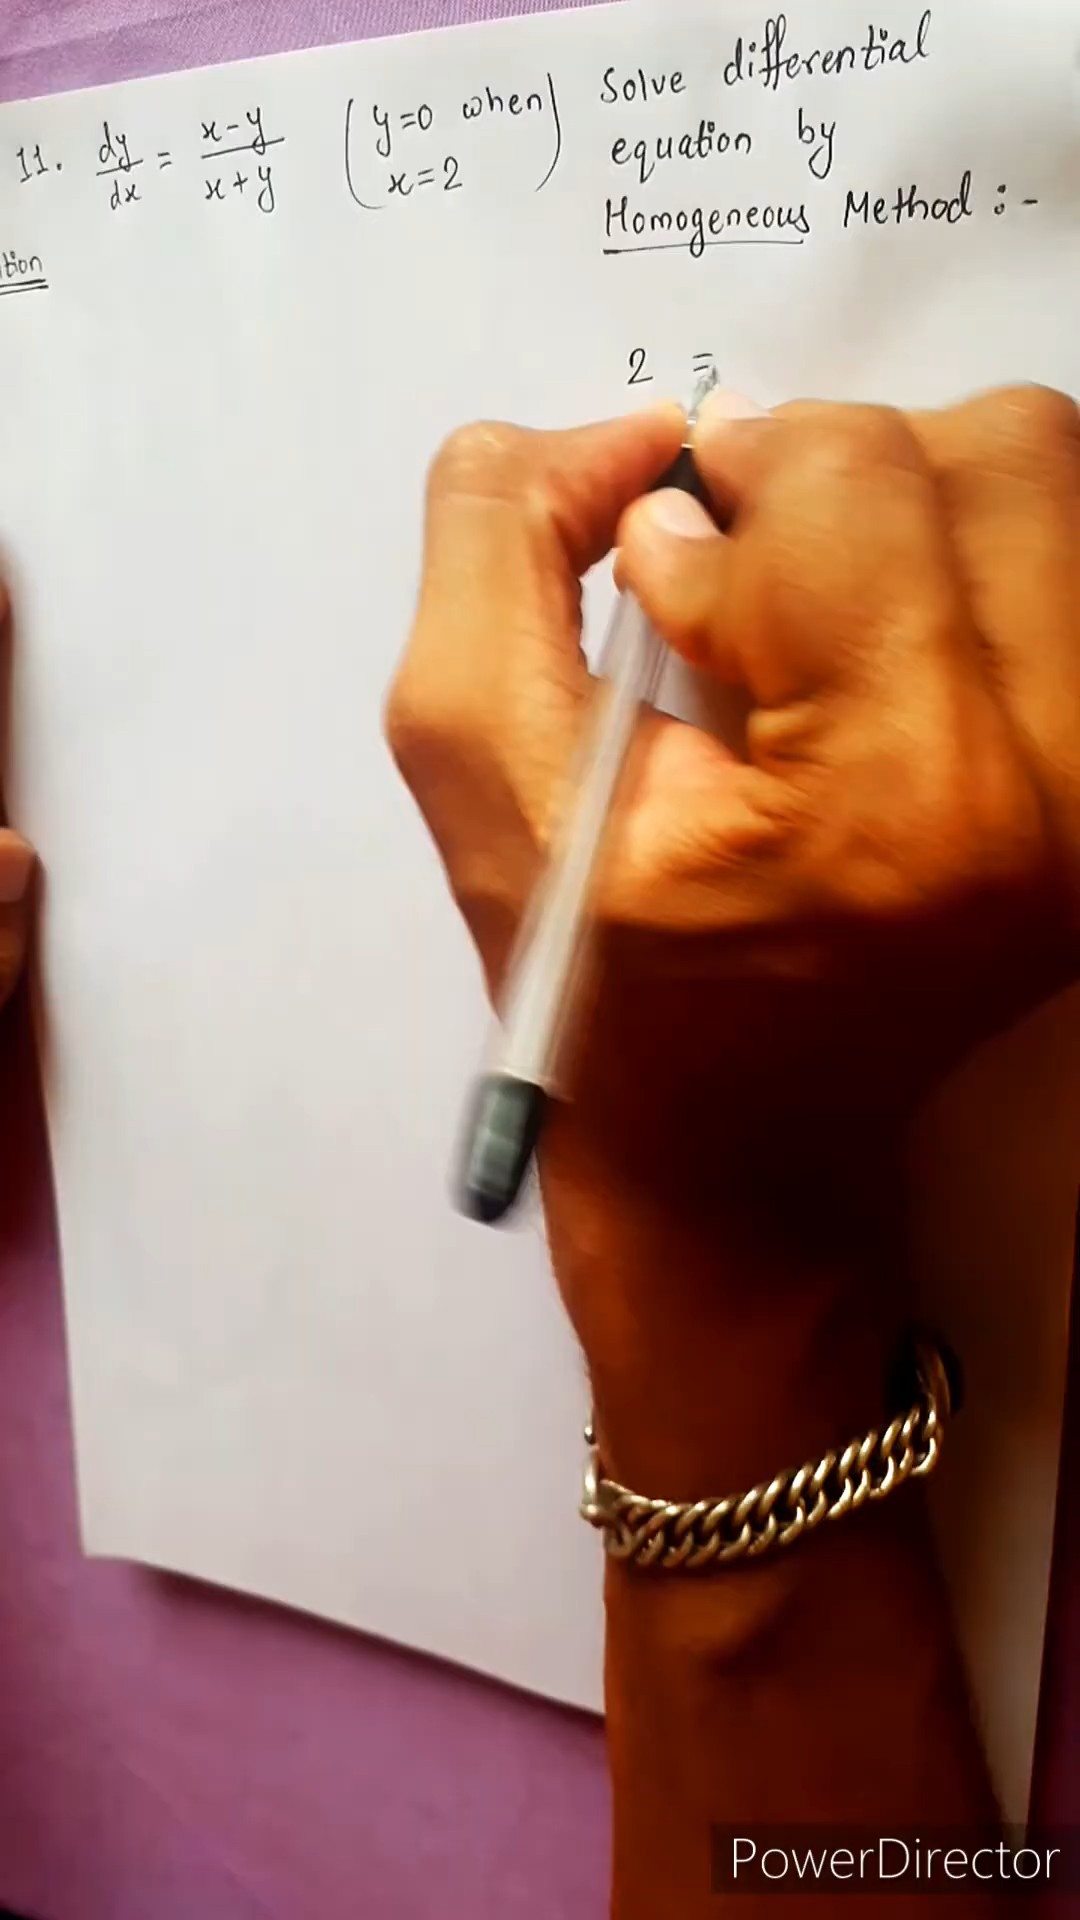 11. dy/dx = x-y/x+y (y=0 when x=2)
Solve differential
equation by
Homogeneous Method :-
tion
2 =
PowerDirector